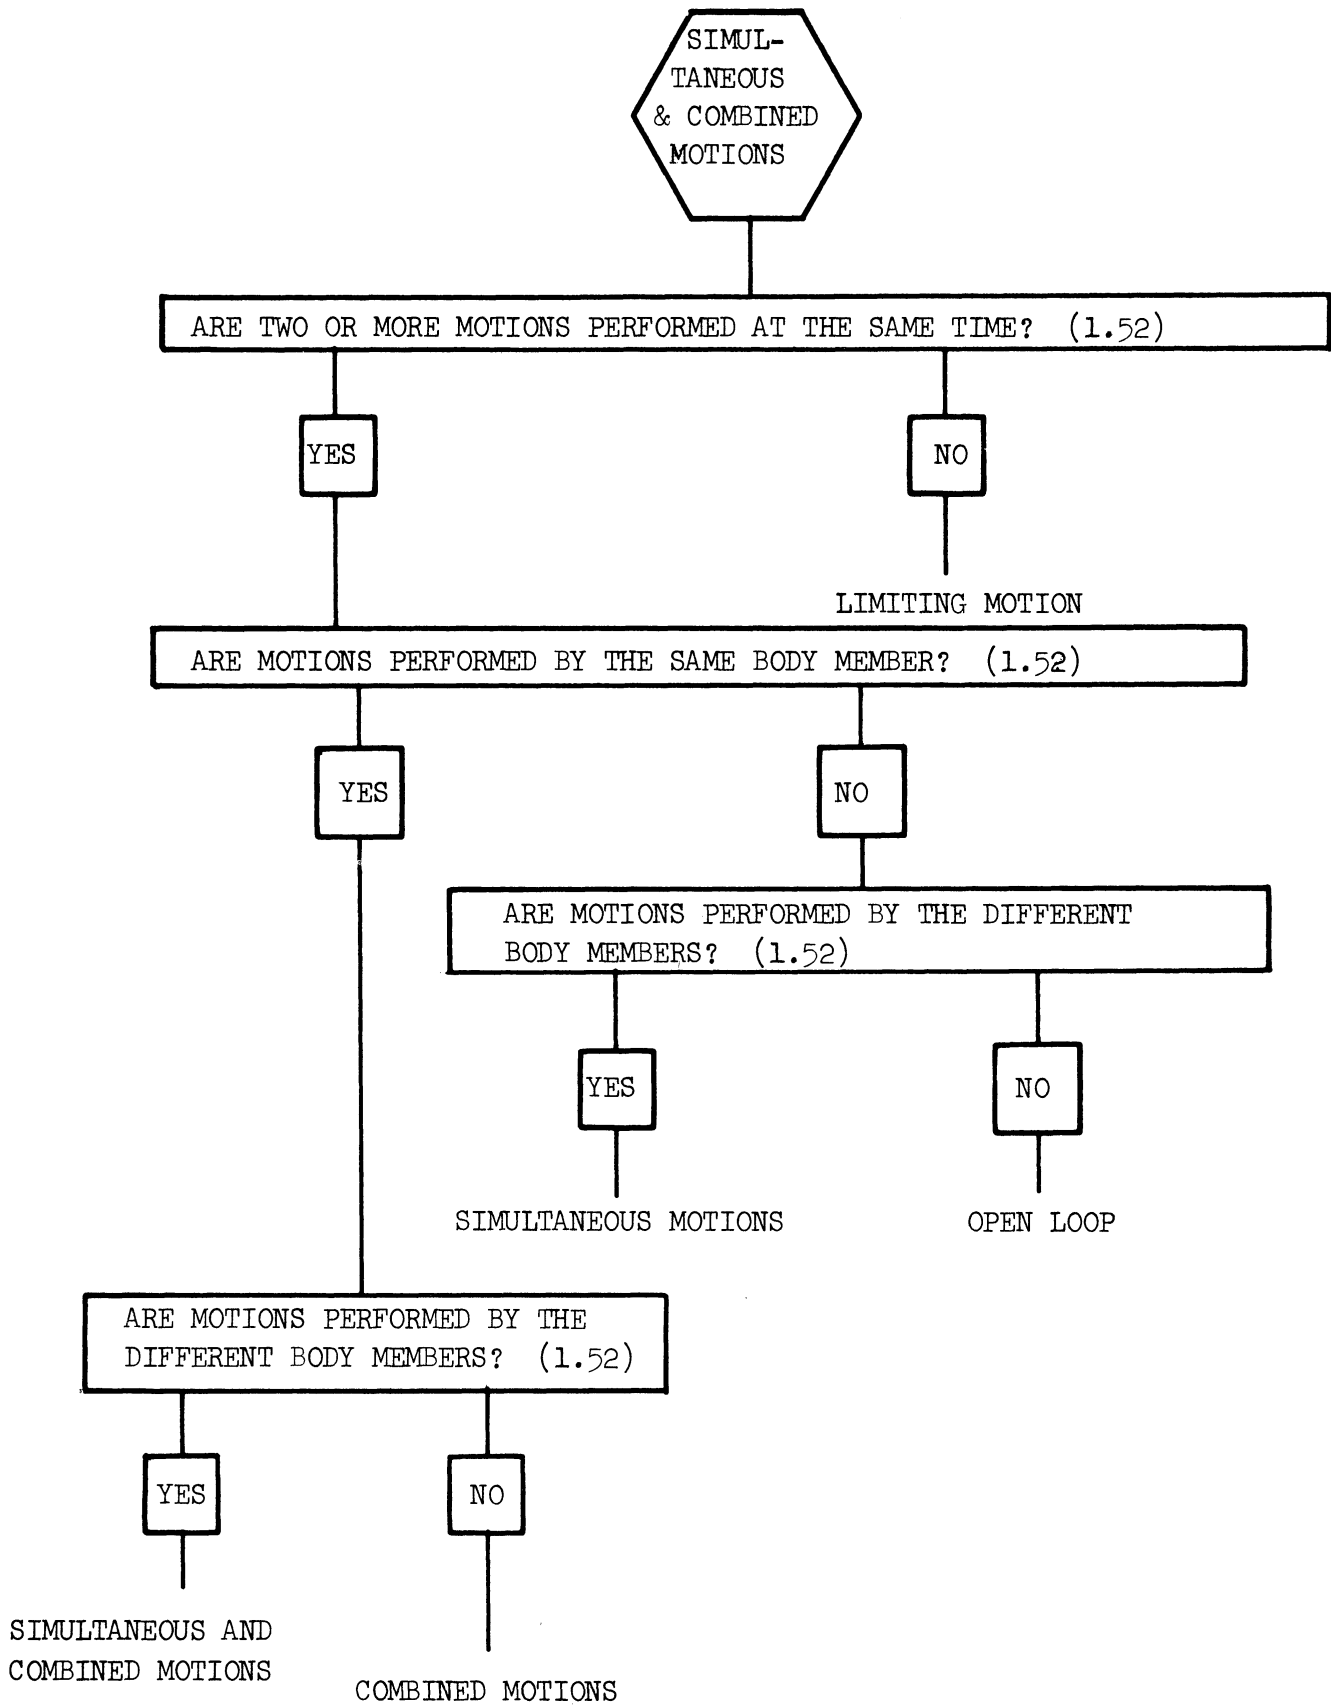 SIMUL-
TANEOUS
& COMBINED
MOTIONS
ARE TWO OR MORE MOTIONS PERFORMED AT THE SAME TIME? (1.52)
YES
NO
LIMITING MOTION
ARE MOTIONS PERFORMED BY THE SAME BODY MEMBER? (1.52)
YES
NO
ARE MOTIONS PERFORMED BY THE DIFFERENT
BODY MEMBERS? (1.52)
YES
NO
SIMULTANEOUS MOTIONS
OPEN LOOP
ARE MOTIONS PERFORMED BY THE
DIFFERENT BODY MEMBERS? (1.52)
YES
NO
SIMULTANEOUS AND
COMBINED MOTIONS
COMBINED MOTIONS